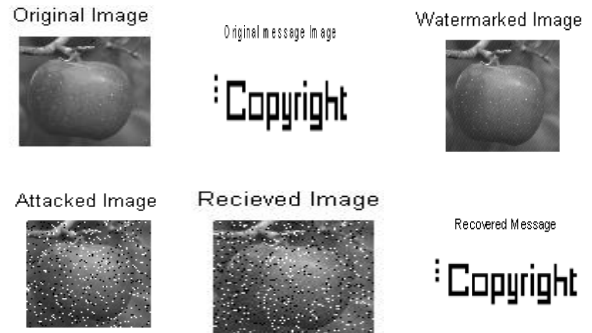 Original Image
Original message Image
Watermarked Image
Copyright
Attacked Image
Recieved Image
Recovered Message
Copyright